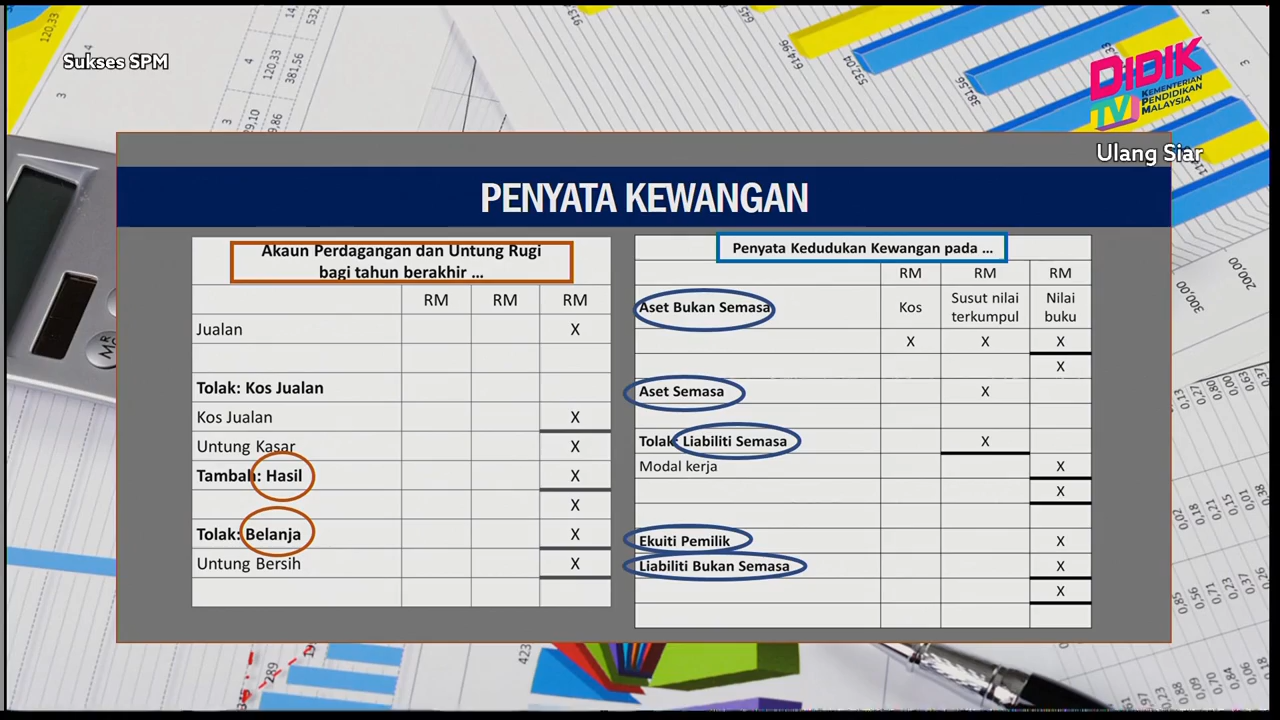 Sukses SPM
DIDIK
TV
KEMENTERIAN
PENDIDIKAN
MALAYSIA
Ulang Siar
PENYATA KEWANGAN
Akaun Perdagangan dan Untung Rugi
bagi tahun berakhir ...
RM RM RM
Jualan X
Tolak: Kos Jualan
Kos Jualan X
Untung Kasar X
Tambah: Hasil X
X
Tolak: Belanja X
Untung Bersih X
Penyata Kedudukan Kewangan pada ...
RM RM RM
Aset Bukan Semasa Kos Susut nilai terkumpul Nilai buku
X X X
X
Aset Semasa X
Tolak: Liabiliti Semasa X
Modal kerja X
X
Ekuiti Pemilik X
Liabiliti Bukan Semasa X
X